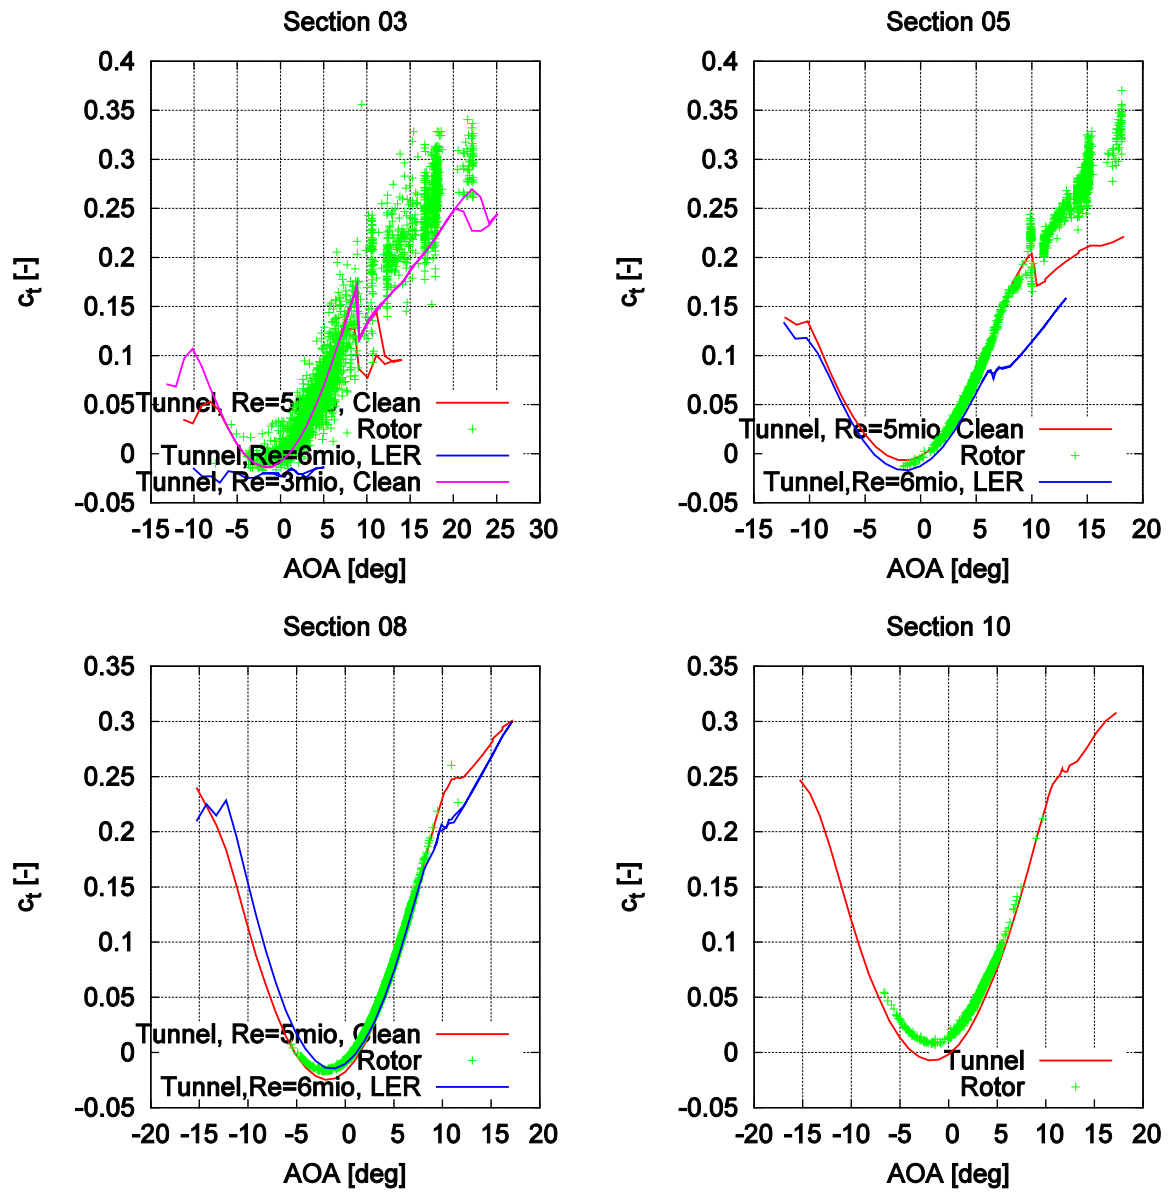 Section 03
0.4
0.35
0.3
0.25
0.2
0.15
0.1
0.05
0
-0.05
c_t [-]
-15 -10 -5 0 5 10 15 20 25 30
AOA [deg]
Tunnel, Re=5mio, Clean
Rotor
Tunnel,Re=6mio, LER
Tunnel, Re=3mio, Clean
Section 05
0.4
0.35
0.3
0.25
0.2
0.15
0.1
0.05
0
-0.05
c_t [-]
-15 -10 -5 0 5 10 15 20
AOA [deg]
Tunnel, Re=5mio, Clean
Rotor
Tunnel,Re=6mio, LER
Section 08
0.35
0.3
0.25
0.2
0.15
0.1
0.05
0
-0.05
c_t [-]
-20 -15 -10 -5 0 5 10 15 20
AOA [deg]
Tunnel, Re=5mio, Clean
Rotor
Tunnel,Re=6mio, LER
Section 10
0.35
0.3
0.25
0.2
0.15
0.1
0.05
0
-0.05
c_t [-]
-20 -15 -10 -5 0 5 10 15 20
AOA [deg]
Tunnel
Rotor